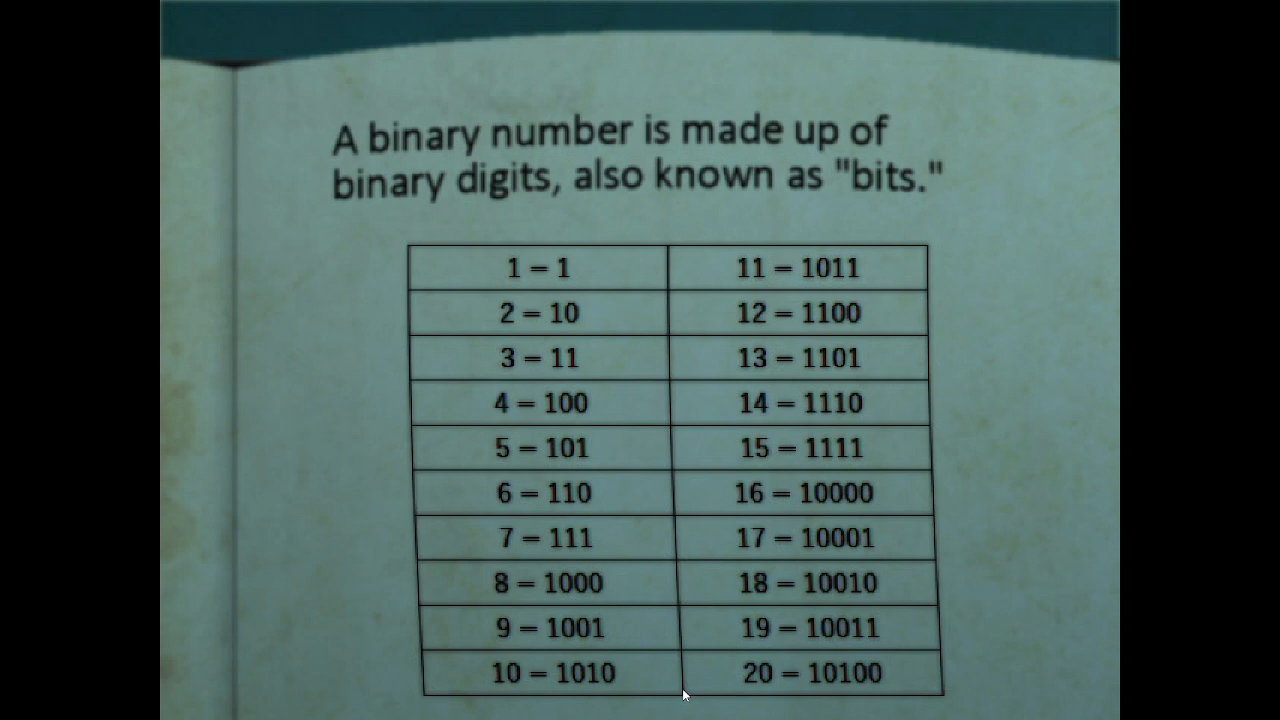 A binary number is made up of
binary digits, also known as "bits."
1 = 1 11 = 1011
2 = 10 12 = 1100
3 = 11 13 = 1101
4 = 100 14 = 1110
5 = 101 15 = 1111
6 = 110 16 = 10000
7 = 111 17 = 10001
8 = 1000 18 = 10010
9 = 1001 19 = 10011
10 = 1010 20 = 10100